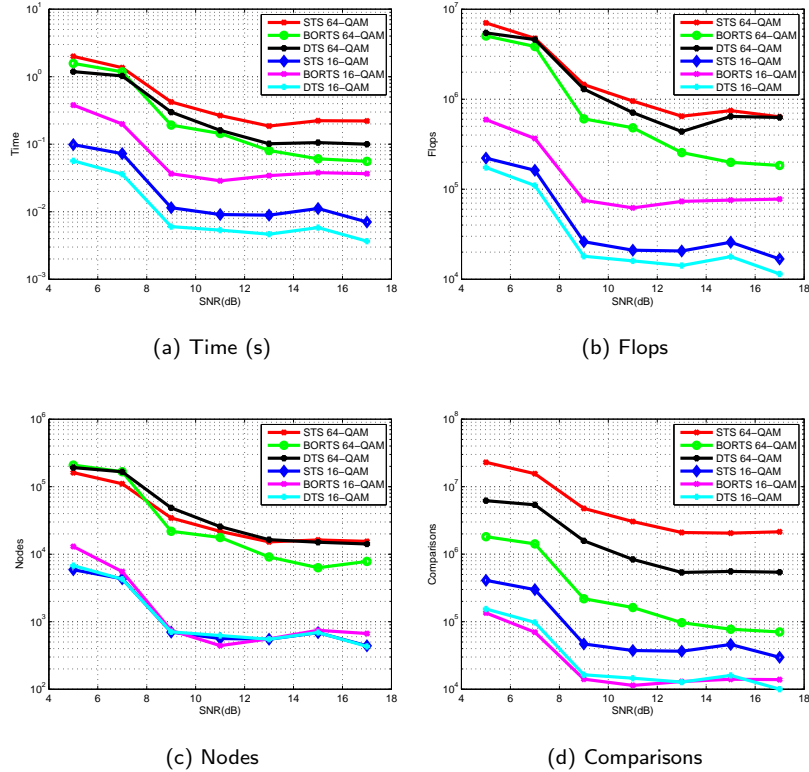 10^1
10^0
10^-1
10^-2
10^-3
Time
4 6 8 10 12 14 16 18
SNR(dB)
STS 64−QAM
BORTS 64−QAM
DTS 64−QAM
STS 16−QAM
BORTS 16−QAM
DTS 16−QAM
(a) Time (s)
10^7
10^6
10^5
10^4
Flops
4 6 8 10 12 14 16 18
SNR(dB)
STS 64−QAM
BORTS 64−QAM
DTS 64−QAM
STS 16−QAM
BORTS 16−QAM
DTS 16−QAM
(b) Flops
10^6
10^5
10^4
10^3
10^2
Nodes
4 6 8 10 12 14 16 18
SNR(dB)
STS 64−QAM
BORTS 64−QAM
DTS 64−QAM
STS 16−QAM
BORTS 16−QAM
DTS 16−QAM
(c) Nodes
10^8
10^7
10^6
10^5
10^4
Comparisons
4 6 8 10 12 14 16 18
SNR(dB)
STS 64−QAM
BORTS 64−QAM
DTS 64−QAM
STS 16−QAM
BORTS 16−QAM
DTS 16−QAM
(d) Comparisons